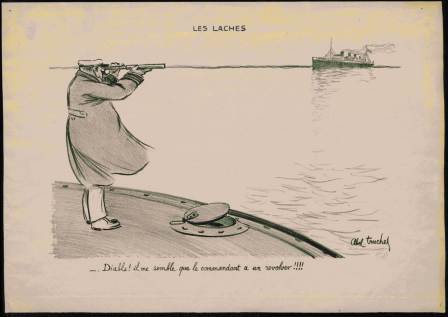 LES LACHES
Abel Truchet
_. Diable! il me semble que le commandant a un revolver !!!!